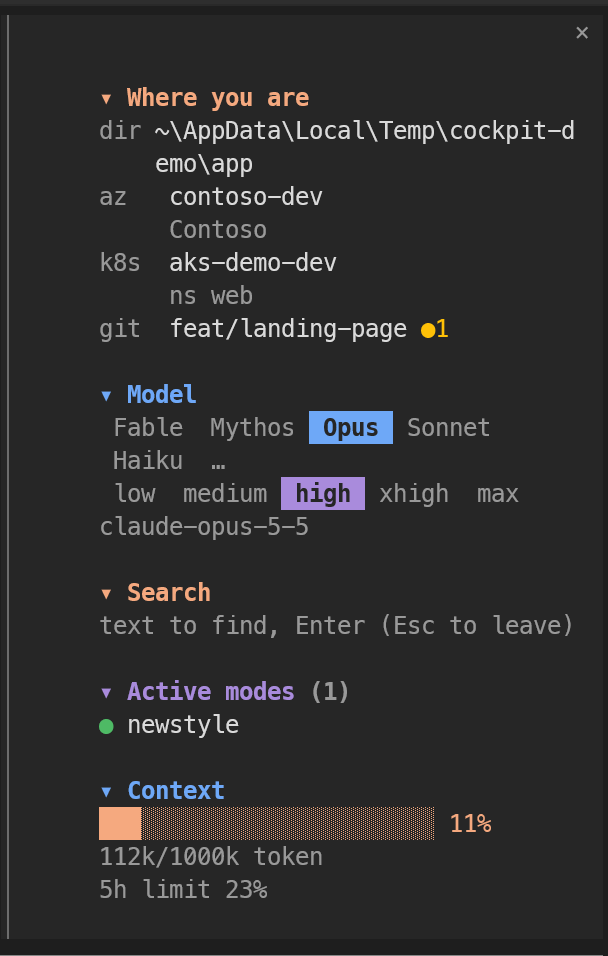 ×
▾ Where you are
dir ~\AppData\Local\Temp\cockpit-d
emo\app
az contoso-dev
Contoso
k8s aks-demo-dev
ns web
git feat/landing-page ●1
▾ Model
Fable Mythos Opus Sonnet
Haiku …
low medium high xhigh max
claude-opus-5-5
▾ Search
text to find, Enter (Esc to leave)
▾ Active modes (1)
● newstyle
▾ Context
11%
112k/1000k token
5h limit 23%